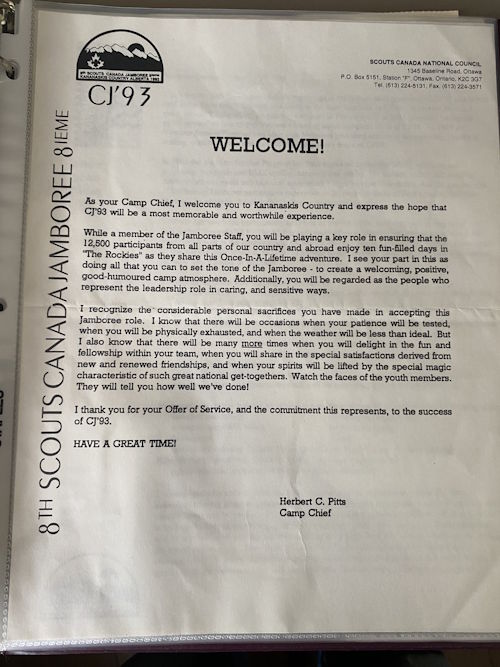 8TH SCOUTS CANADA JAMBOREE 8IEME
CJ'93
SCOUTS CANADA NATIONAL COUNCIL
1345 Baseline Road, Ottawa
P.O. Box 5151, Station "F", Ottawa, Ontario, K2C 3G7
Tel. (613) 224-5131, Fax. (613) 224-3571
WELCOME!
As your Camp Chief, I welcome you to Kananaskis Country and express the hope that
CJ'93 will be a most memorable and worthwhile experience.
While a member of the Jamboree Staff, you will be playing a key role in ensuring that the
12,500 participants from all parts of our country and abroad enjoy ten fun-filled days in
"The Rockies" as they share this Once-In-A-Lifetime adventure. I see your part in this as
doing all that you can to set the tone of the Jamboree - to create a welcoming, positive,
good-humoured camp atmosphere. Additionally, you will be regarded as the people who
represent the leadership role in caring, and sensitive ways.
I recognize the considerable personal sacrifices you have made in accepting this
Jamboree role. I know that there will be occasions when your patience will be tested,
when you will be physically exhausted, and when the weather will be less than ideal. But
I also know that there will be many more times when you will delight in the fun and
fellowship within your team, when you will share in the special satisfactions derived from
new and renewed friendships, and when your spirits will be lifted by the special magic
characteristic of such great national get-togethers. Watch the faces of the youth members.
They will tell you how well we've done!
I thank you for your Offer of Service, and the commitment this represents, to the success
of CJ'93.
HAVE A GREAT TIME!
Herbert C. Pitts
Camp Chief